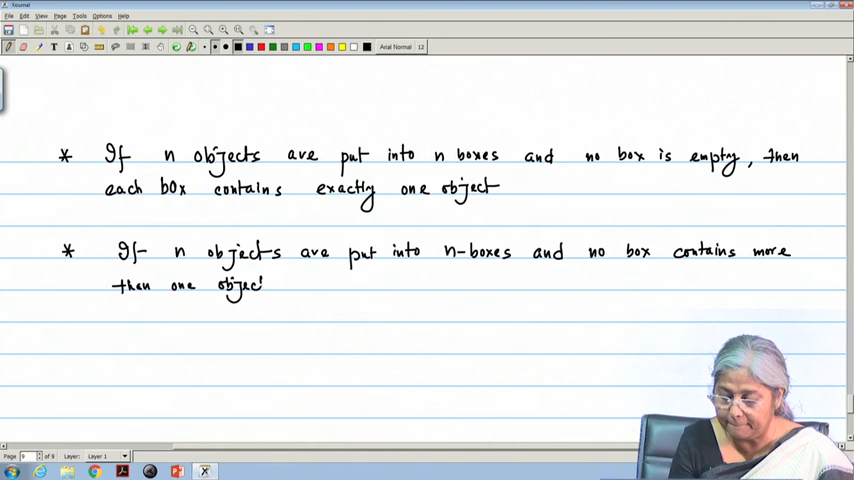 Xournal
File Edit View Page Tools Options Help
Arial Normal 12
* If n objects are put into n boxes and no box is empty, then
each box contains exactly one object
* If n objects are put into n-boxes and no box contains more
then one objec
Page 9 of 9 Layer: Layer 1